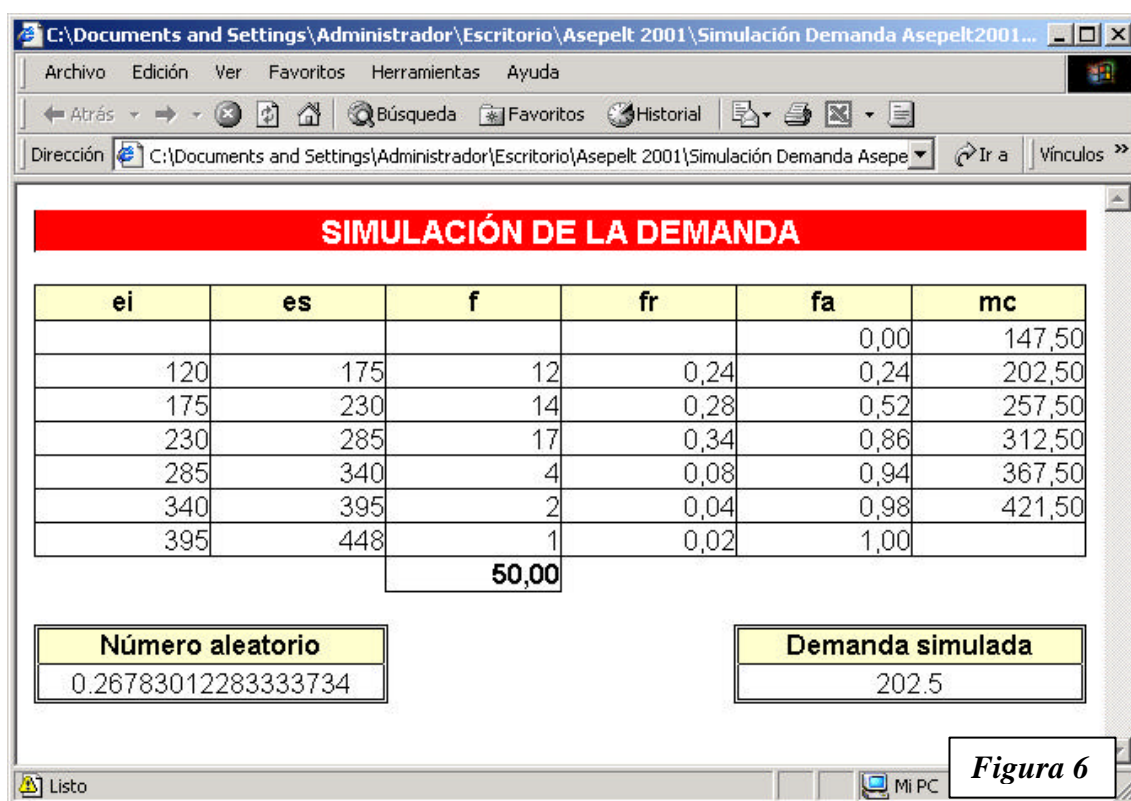 C:\Documents and Settings\Administrador\Escritorio\Asepelt 2001\Simulación Demanda Asepelt2001...
Archivo Edición Ver Favoritos Herramientas Ayuda
Atrás Búsqueda Favoritos Historial
Dirección C:\Documents and Settings\Administrador\Escritorio\Asepelt 2001\Simulación Demanda Asepe Ir a Vínculos »
SIMULACIÓN DE LA DEMANDA
ei es f fr fa mc
0,00 147,50
120 175 12 0,24 0,24 202,50
175 230 14 0,28 0,52 257,50
230 285 17 0,34 0,86 312,50
285 340 4 0,08 0,94 367,50
340 395 2 0,04 0,98 421,50
395 448 1 0,02 1,00
50,00
Número aleatorio Demanda simulada
0.26783012283333734 202.5
Listo Mi PC
Figura 6